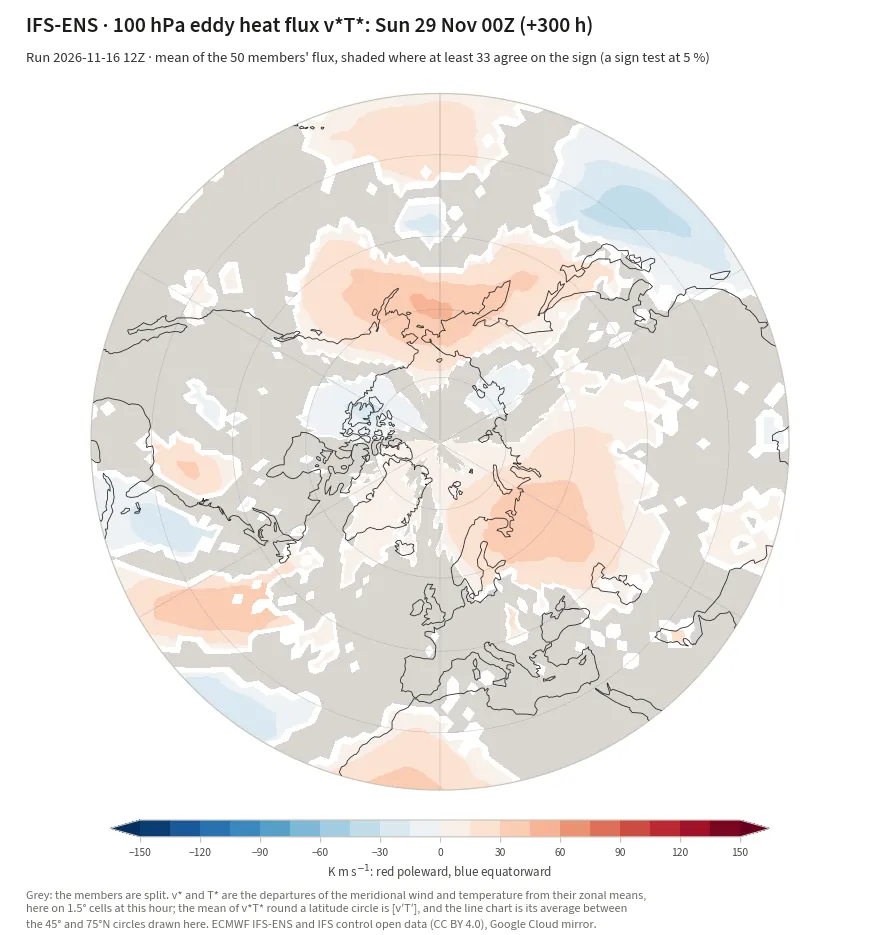 IFS-ENS · 100 hPa eddy heat flux v*T*: Sun 29 Nov 00Z (+300 h)
Run 2026-11-16 12Z · mean of the 50 members' flux, shaded where at least 33 agree on the sign (a sign test at 5 %)
−150 −120 −90 −60 −30 0 30 60 90 120 150
K m s⁻¹: red poleward, blue equatorward
Grey: the members are split. v* and T* are the departures of the meridional wind and temperature from their zonal means,
here on 1.5° cells at this hour; the mean of v*T* round a latitude circle is [v′T′], and the line chart is its average between
the 45° and 75°N circles drawn here. ECMWF IFS-ENS and IFS control open data (CC BY 4.0), Google Cloud mirror.